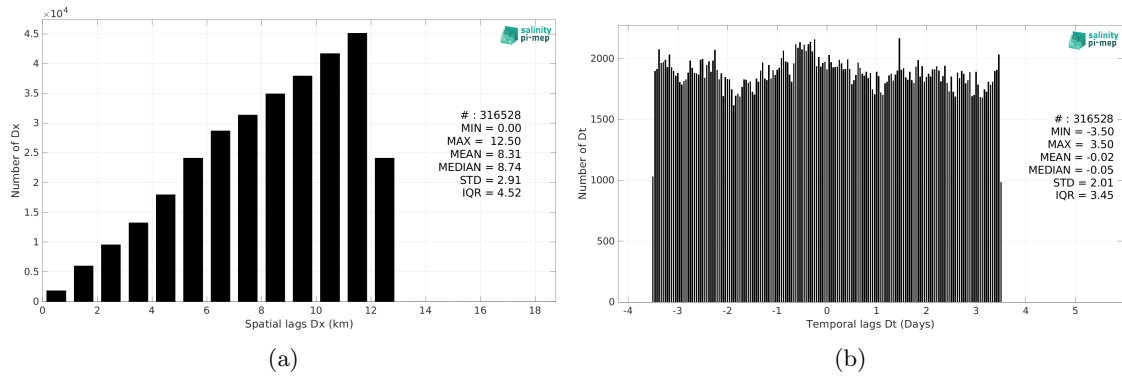 ×10⁴
4.5
4
3.5
3
2.5
2
1.5
1
0.5
0
Number of Dx
salinity
pi-mep
# : 316528
MIN = 0.00
MAX = 12.50
MEAN = 8.31
MEDIAN = 8.74
STD = 2.91
IQR = 4.52
0 2 4 6 8 10 12 14 16 18
Spatial lags Dx (km)
(a)
2000
1500
1000
500
0
Number of Dt
salinity
pi-mep
# : 316528
MIN = -3.50
MAX = 3.50
MEAN = -0.02
MEDIAN = -0.05
STD = 2.01
IQR = 3.45
-4 -3 -2 -1 0 1 2 3 4 5
Temporal lags Dt (Days)
(b)